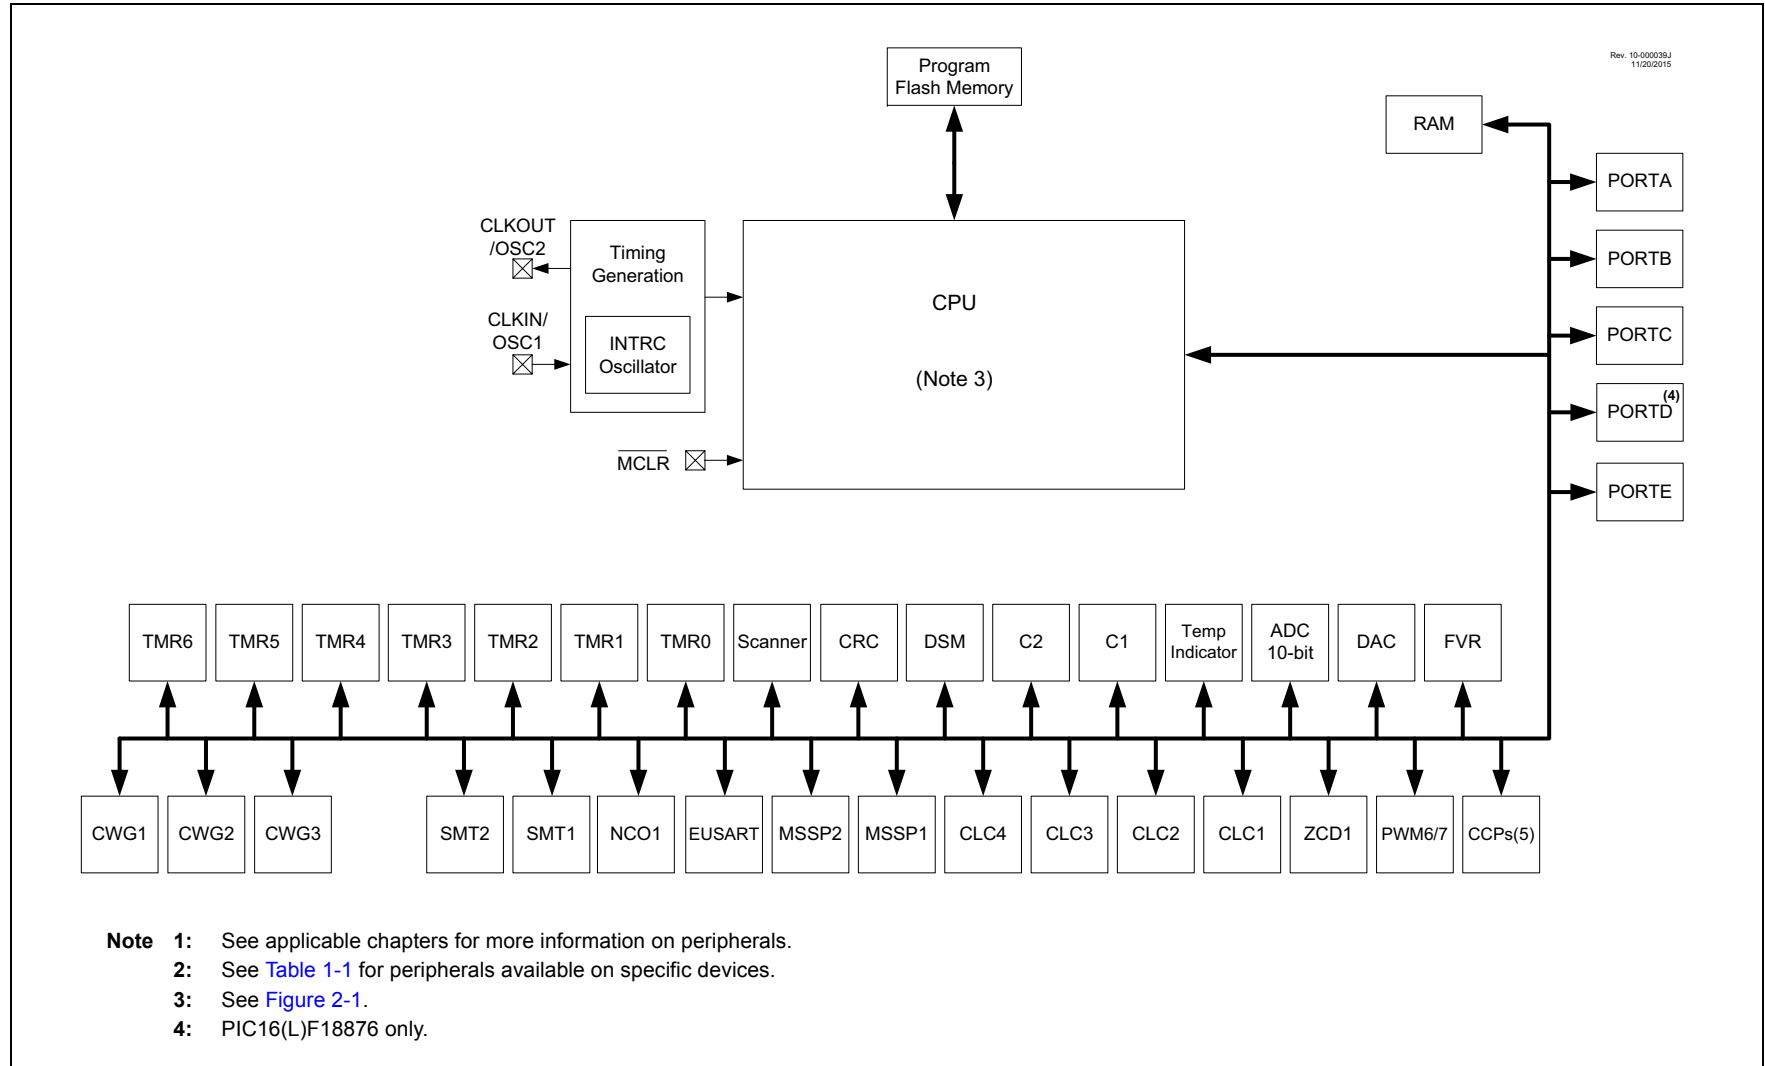 Program
Flash Memory
Rev. 10-000039J
11/20/2015
RAM
PORTA
CLKOUT
/OSC2
Timing
Generation
PORTB
CPU
CLKIN/
OSC1
INTRC
Oscillator
PORTC
(Note 3)
PORTD(4)
MCLR
PORTE
TMR6 TMR5 TMR4 TMR3 TMR2 TMR1 TMR0 Scanner CRC DSM C2 C1
Temp
Indicator
ADC
10-bit
DAC FVR
CWG1 CWG2 CWG3 SMT2 SMT1 NCO1 EUSART MSSP2 MSSP1 CLC4 CLC3 CLC2 CLC1 ZCD1 PWM6/7 CCPs(5)
Note 1: See applicable chapters for more information on peripherals.
2: See Table 1-1 for peripherals available on specific devices.
3: See Figure 2-1.
4: PIC16(L)F18876 only.